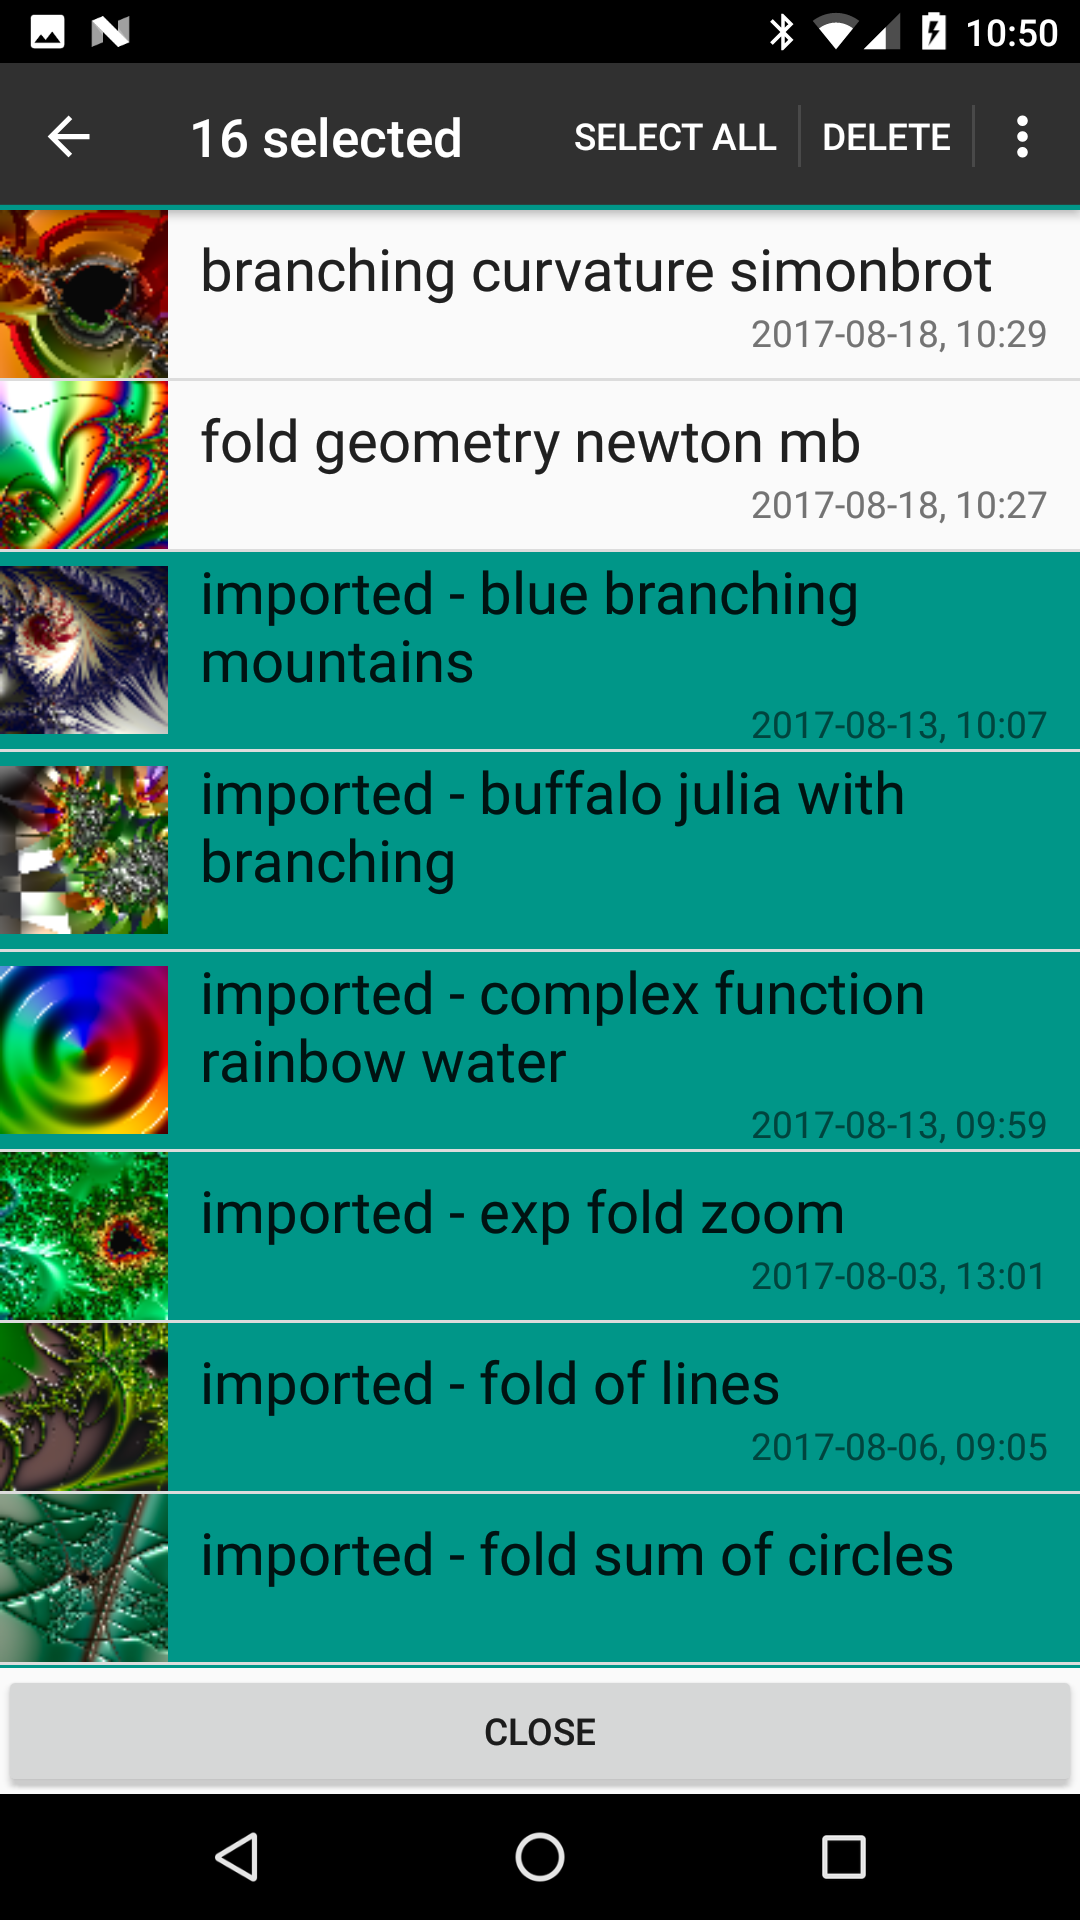 10:50
16 selected SELECT ALL DELETE
branching curvature simonbrot
2017-08-18, 10:29
fold geometry newton mb
2017-08-18, 10:27
imported - blue branching
mountains
2017-08-13, 10:07
imported - buffalo julia with
branching
imported - complex function
rainbow water
2017-08-13, 09:59
imported - exp fold zoom
2017-08-03, 13:01
imported - fold of lines
2017-08-06, 09:05
imported - fold sum of circles
CLOSE